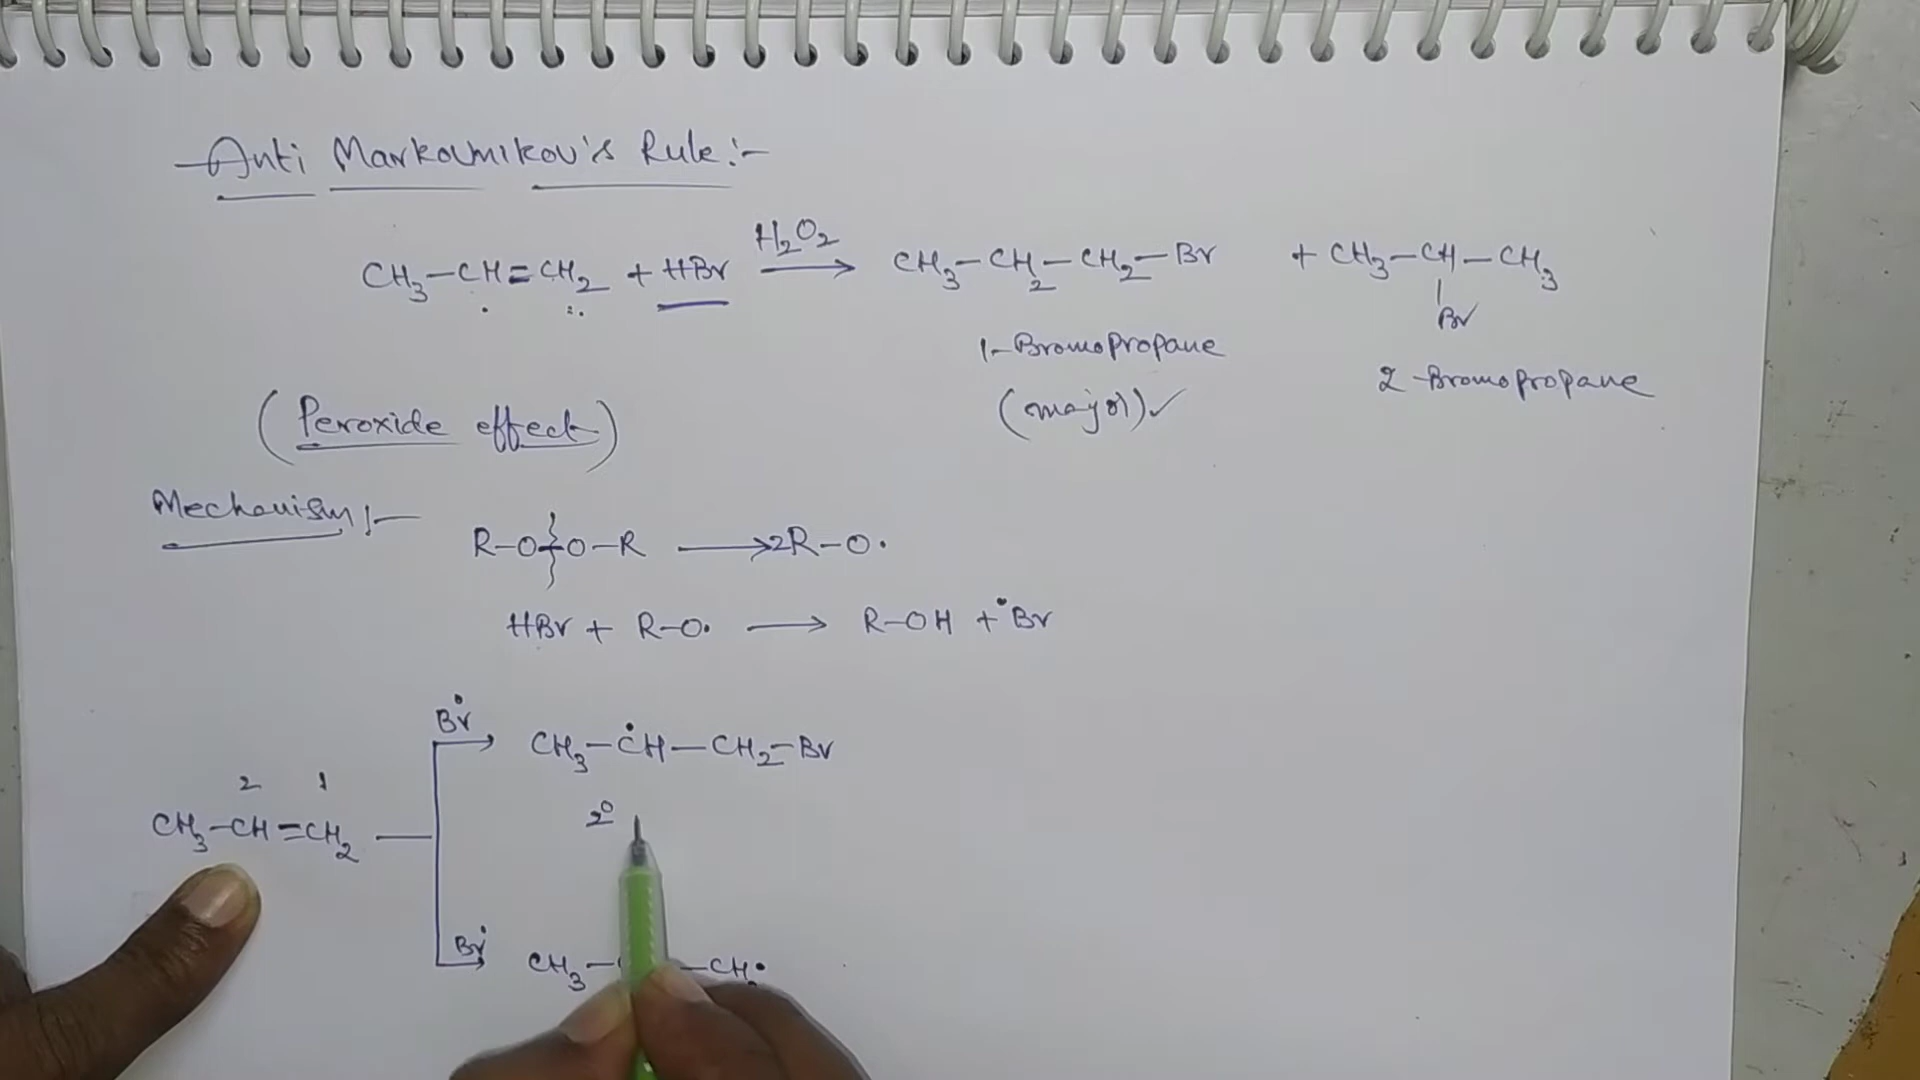 Anti Markovnikov's Rule:-
H2O2
CH3-CH=CH2 + HBr → CH3-CH2-CH2-Br + CH3-CH-CH3
Br
1-Bromopropane
2-Bromopropane
(Peroxide effect)
(major)✓
Mechanism:-
R-O-O-R → 2R-O•
HBr + R-O• → R-OH + •Br
Br•
CH3-ĊH-CH2-Br
2 1
CH3-CH=CH2
2°
Br•
CH3- -CH•